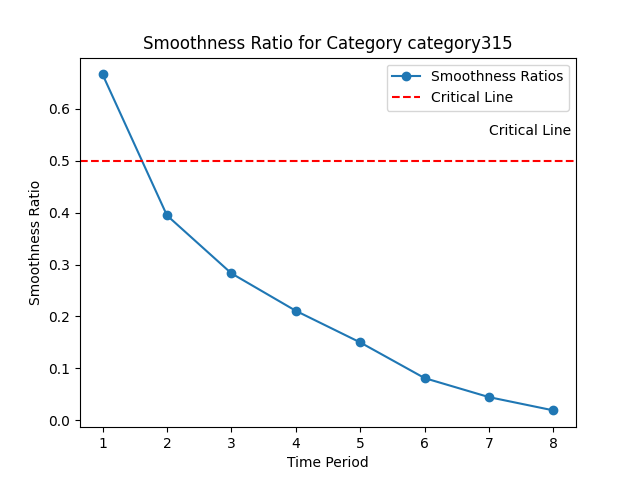 Smoothness Ratio for Category category315
Smoothness Ratios
Critical Line
Critical Line
0.6
0.5
0.4
0.3
0.2
0.1
0.0
Smoothness Ratio
1 2 3 4 5 6 7 8
Time Period